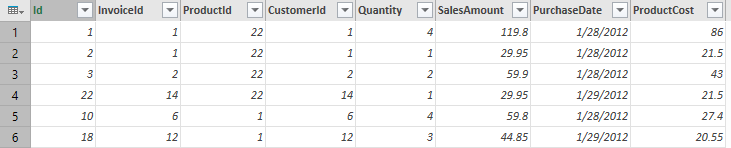 Id InvoiceId ProductId CustomerId Quantity SalesAmount PurchaseDate ProductCost
1 1 1 22 1 4 119.8 1/28/2012 86
2 2 1 22 1 1 29.95 1/28/2012 21.5
3 3 2 22 2 2 59.9 1/28/2012 43
4 22 14 22 14 1 29.95 1/29/2012 21.5
5 10 6 1 6 4 59.8 1/28/2012 27.4
6 18 12 1 12 3 44.85 1/29/2012 20.55